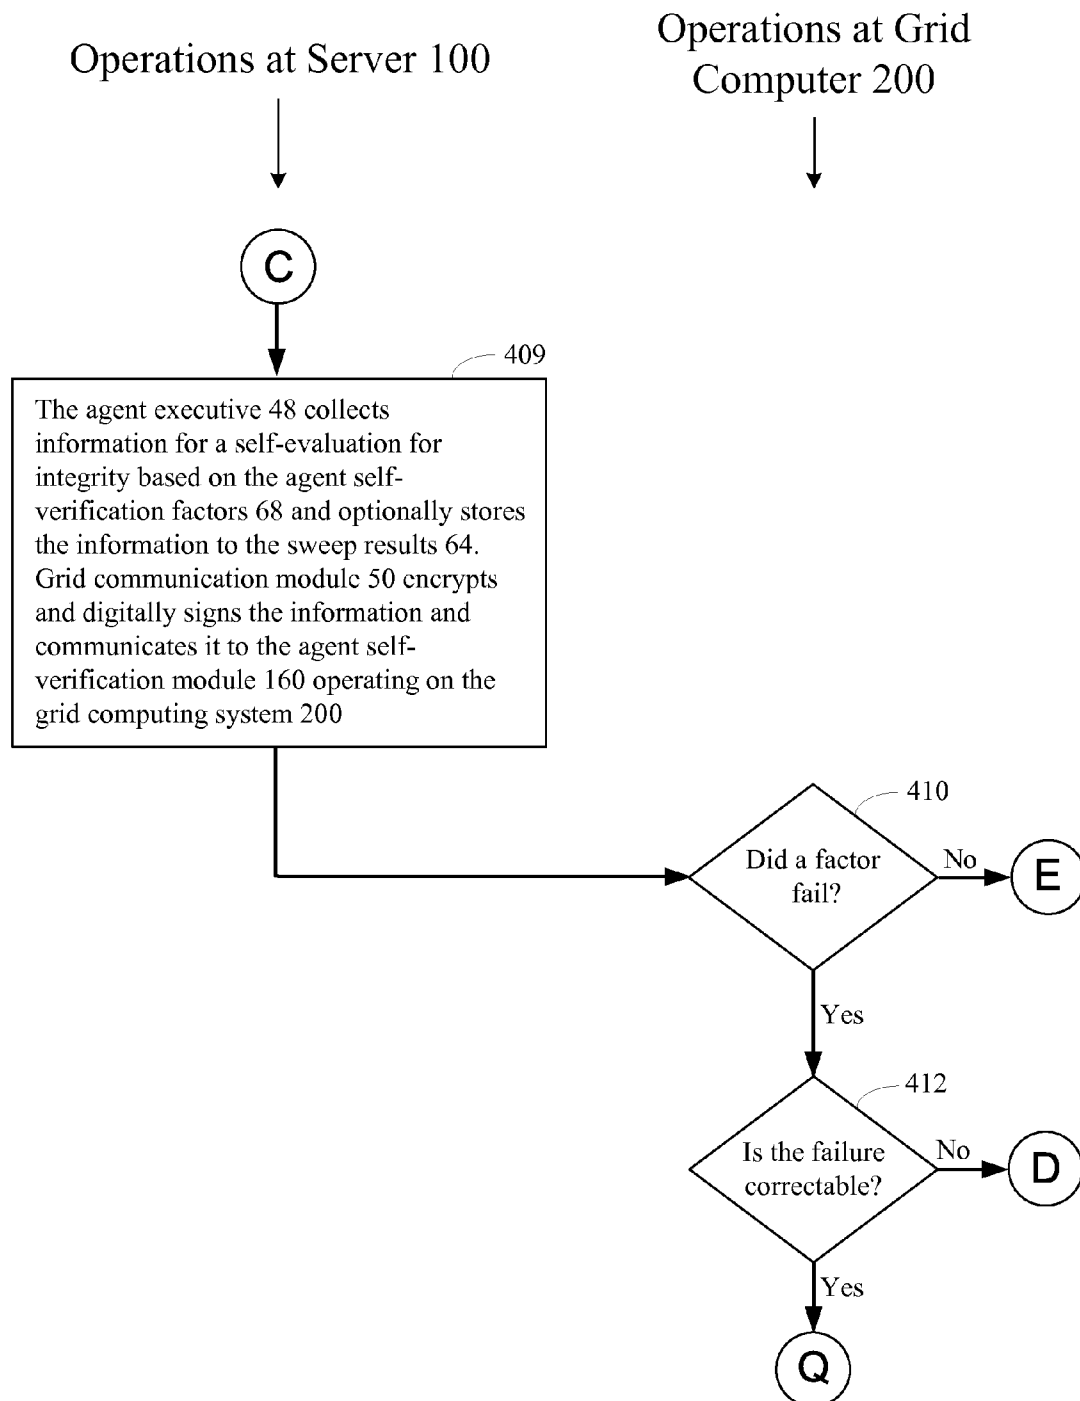 Operations at Server 100
Operations at Grid
Computer 200
C
409
The agent executive 48 collects
information for a self-evaluation for
integrity based on the agent self-
verification factors 68 and optionally stores
the information to the sweep results 64.
Grid communication module 50 encrypts
and digitally signs the information and
communicates it to the agent self-
verification module 160 operating on the
grid computing system 200
410
Did a factor
fail?
No
E
Yes
412
Is the failure
correctable?
No
D
Yes
Q